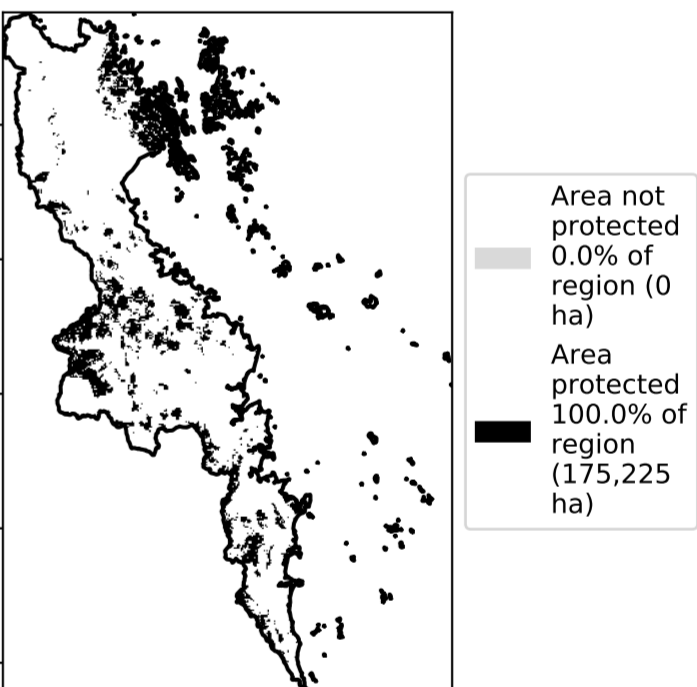 Area not
protected
0.0% of
region (0
ha)
Area
protected
100.0% of
region
(175,225
ha)